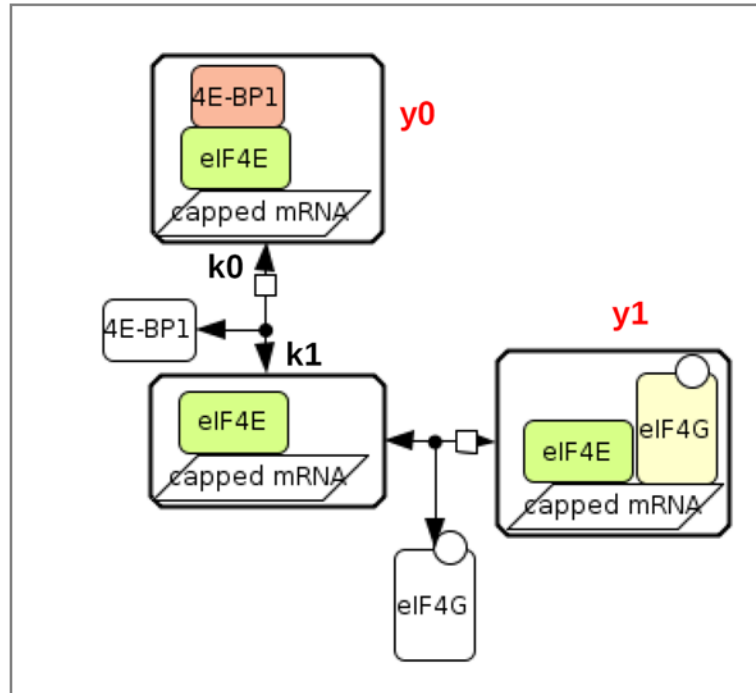 4E-BP1
y0
eIF4E
capped mRNA
k0
4E-BP1
y1
k1
eIF4E
eIF4G
capped mRNA
eIF4E
capped mRNA
eIF4G